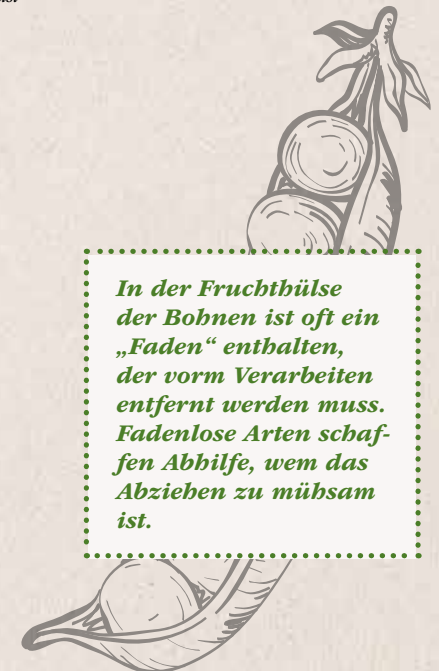 In der Fruchthülse
der Bohnen ist oft ein
„Faden“ enthalten,
der vorm Verarbeiten
entfernt werden muss.
Fadenlose Arten schaf-
fen Abhilfe, wem das
Abziehen zu mühsam
ist.